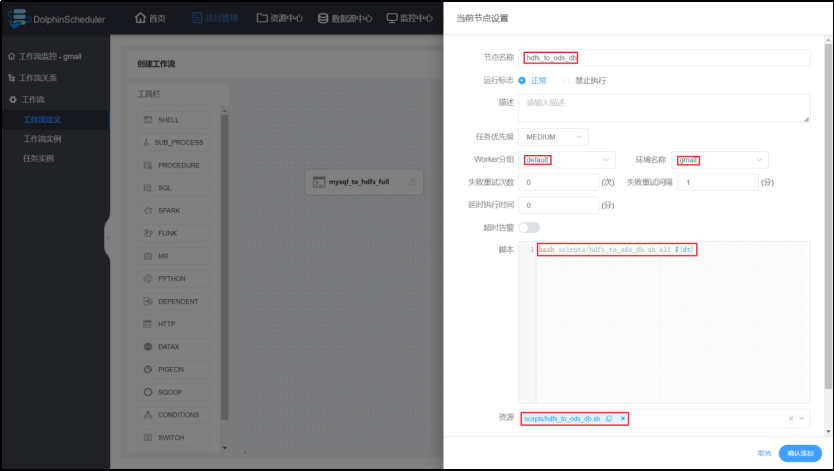 DolphinScheduler 首页 项目管理 资源中心 数据源中心 监控中心
工作流监控 - gmall
工作流关系
工作流
工作流定义
工作流实例
任务实例
创建工作流
工具栏
SHELL
SUB_PROCESS
PROCEDURE
SQL
SPARK
FLINK
MR
PYTHON
DEPENDENT
HTTP
DATAX
PIGEON
SQOOP
CONDITIONS
SWITCH
mysql_to_hdfs_full
当前节点设置
节点名称 hdfs_to_ods_db
运行标志 正常 禁止执行
描述 请输入描述
任务优先级 MEDIUM
Worker分组 default 环境名称 gmall
失败重试次数 0 (次) 失败重试间隔 1 (分)
延时执行时间 0 (分)
超时告警
脚本 1 bash scirpts/hdfs_to_ods_db.sh all ${dt}
资源 scirpts/hdfs_to_ods_db.sh
取消 确认添加